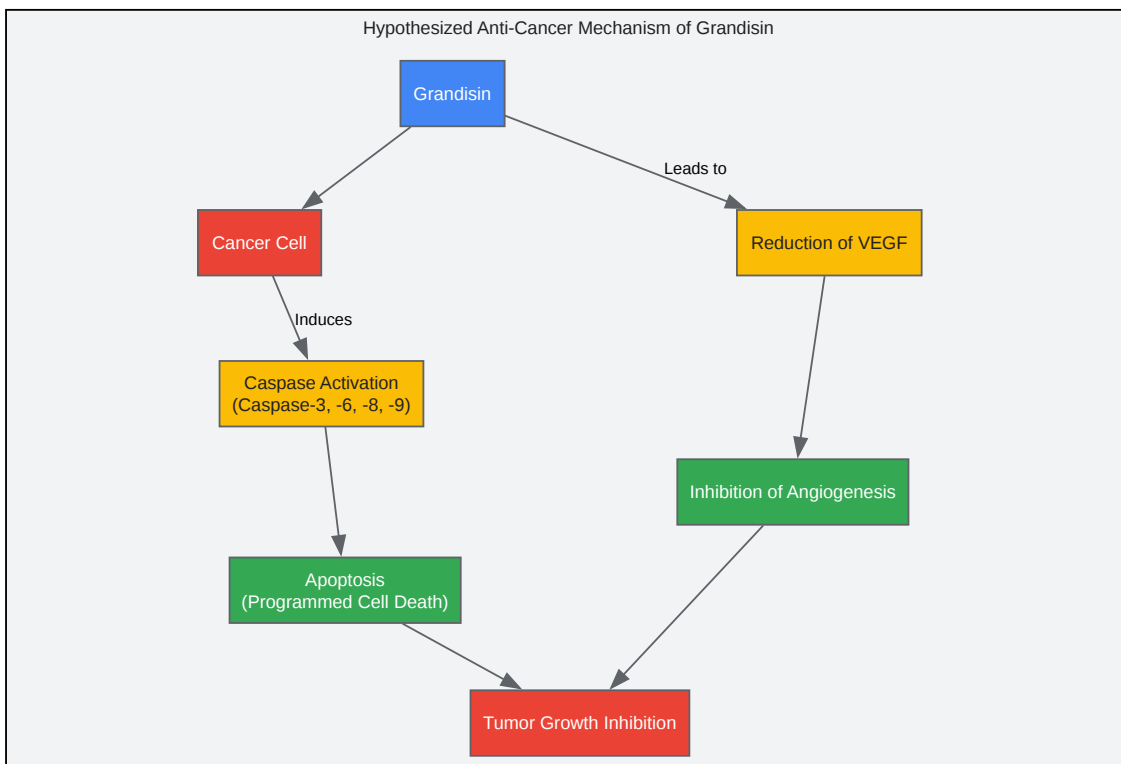 Hypothesized Anti-Cancer Mechanism of Grandisin
Grandisin
Leads to
Cancer Cell
Reduction of VEGF
Induces
Caspase Activation
(Caspase-3, -6, -8, -9)
Inhibition of Angiogenesis
Apoptosis
(Programmed Cell Death)
Tumor Growth Inhibition